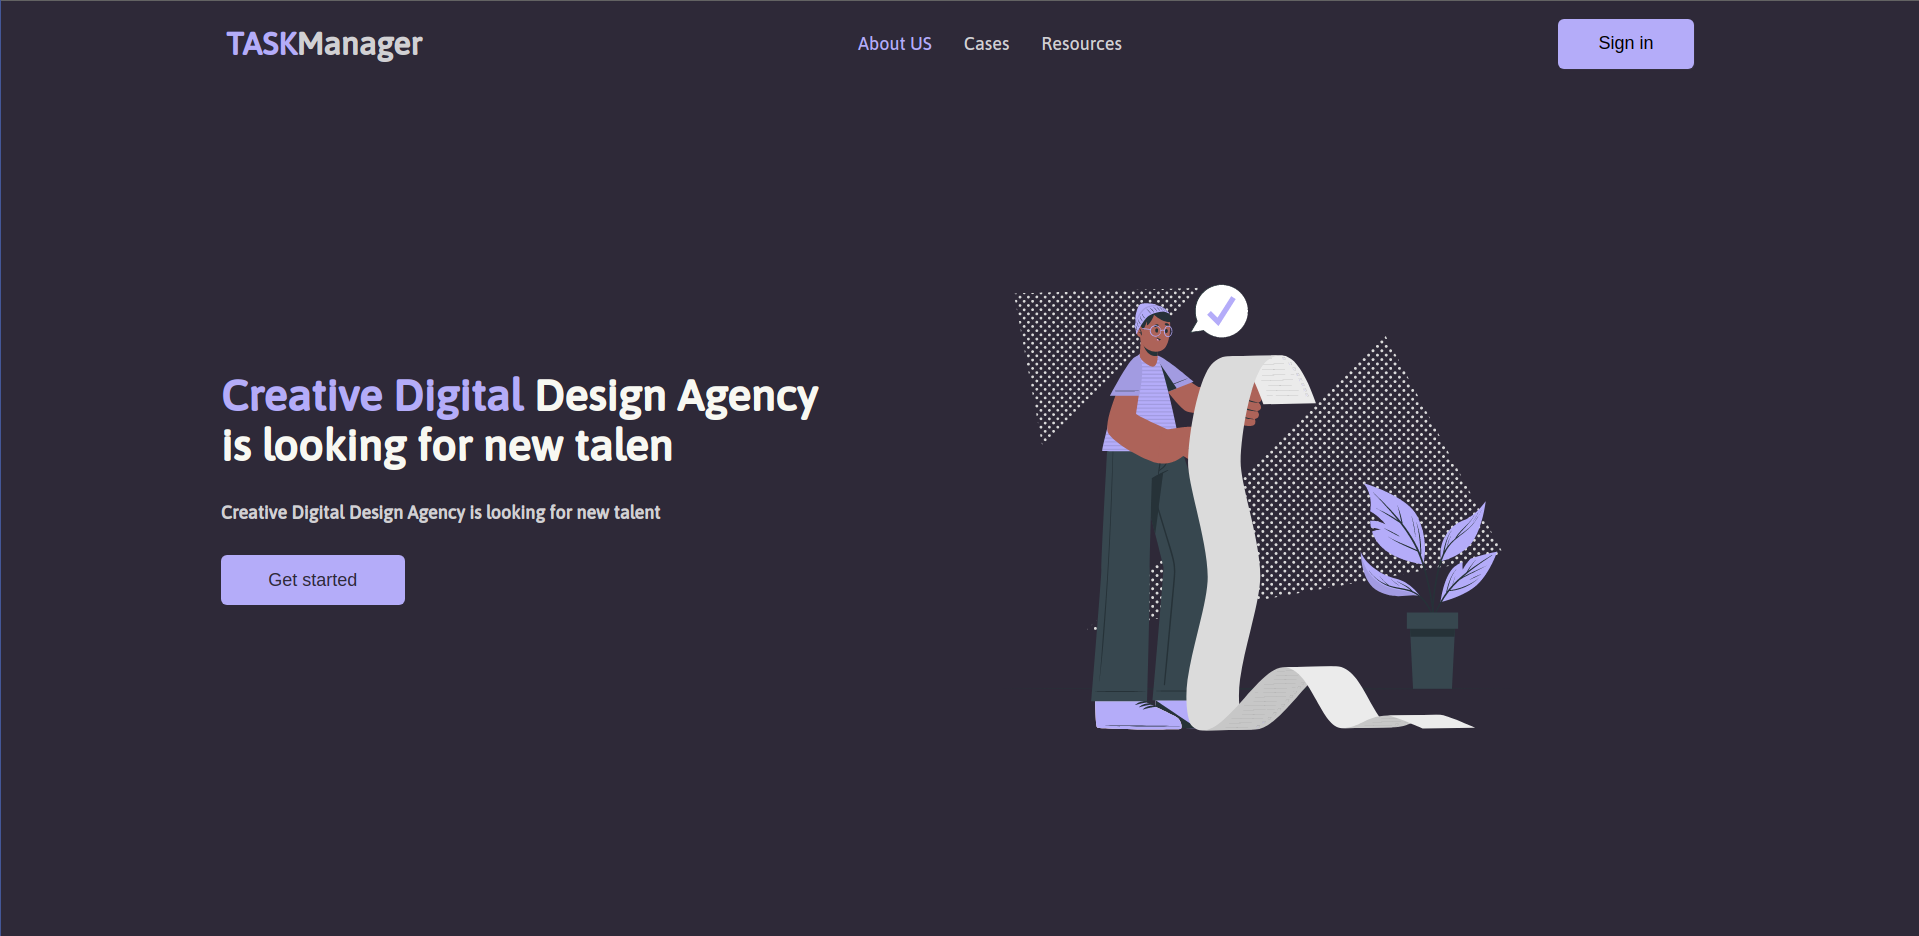 TASKManager
About US
Cases
Resources
Sign in
Creative Digital Design Agency
is looking for new talen
Creative Digital Design Agency is looking for new talent
Get started